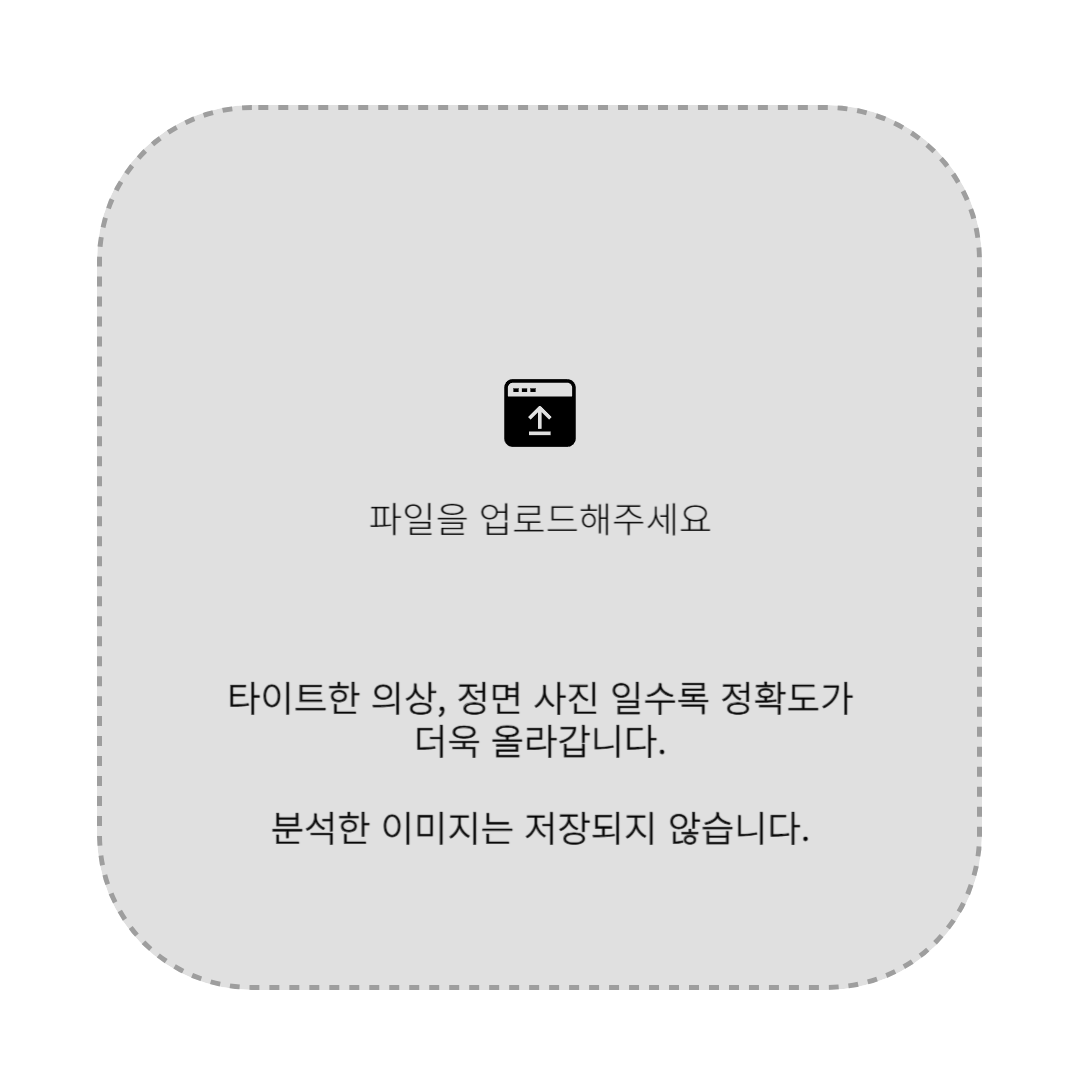 파일을 업로드해주세요
타이트한 의상, 정면 사진 일수록 정확도가
더욱 올라갑니다.
분석한 이미지는 저장되지 않습니다.